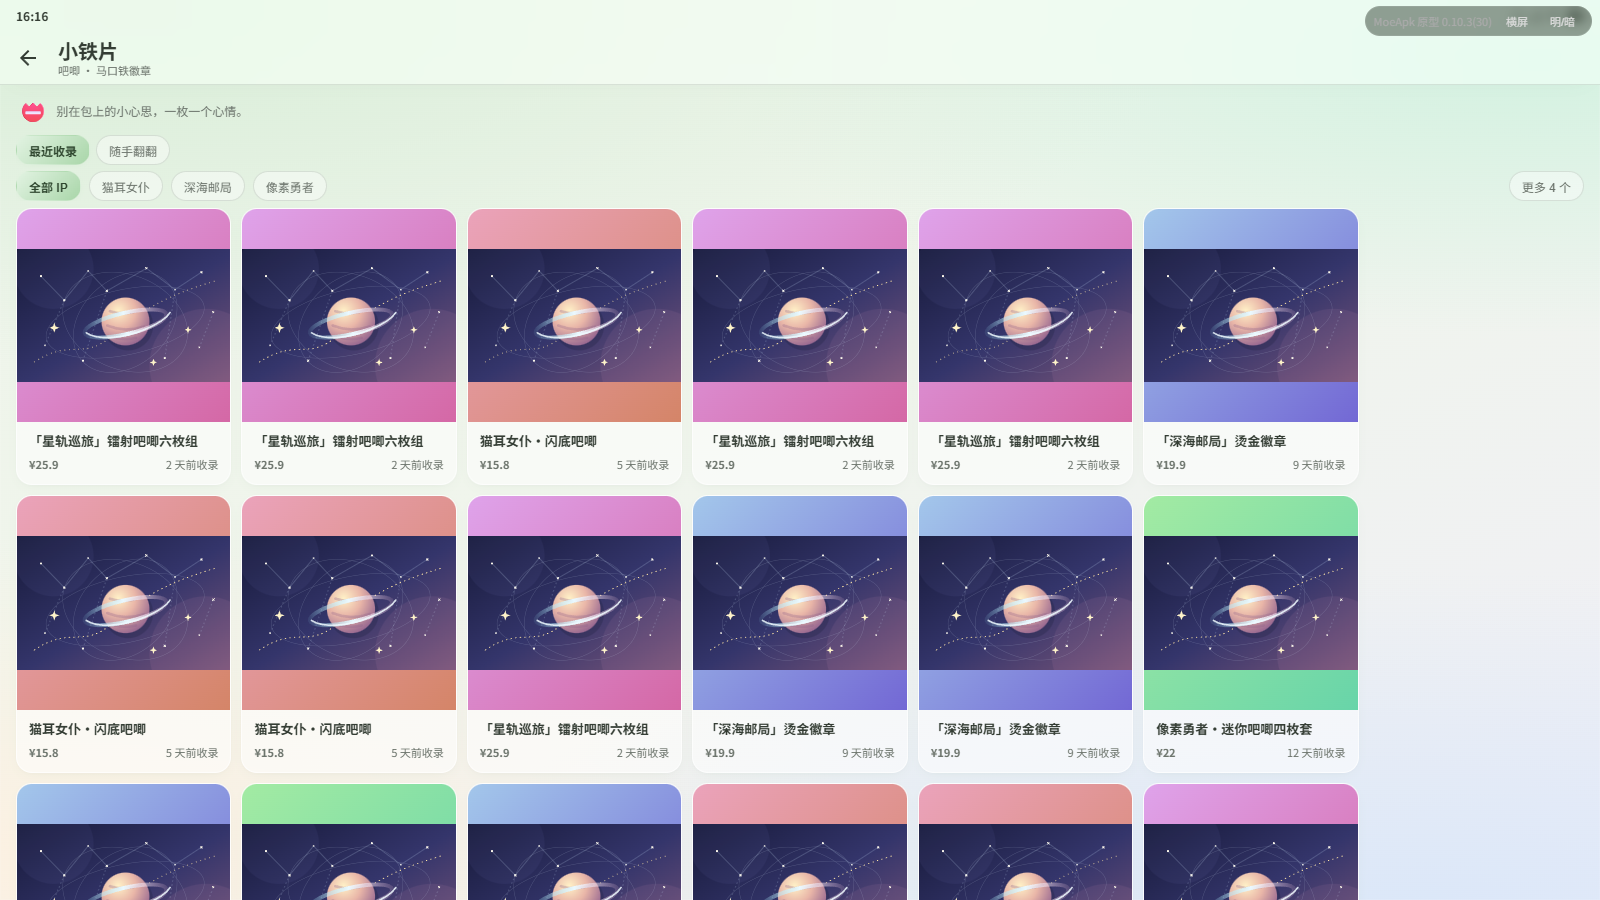 16:16
MoeApk 原型 0.10.3(30) 横屏 明/暗
小铁片
吧唧 · 马口铁徽章
别在包上的小心思，一枚一个心情。
最近收录 随手翻翻
全部 IP 猫耳女仆 深海邮局 像素勇者 更多 4 个
「星轨巡旅」镭射吧唧六枚组
¥25.9 2 天前收录
「星轨巡旅」镭射吧唧六枚组
¥25.9 2 天前收录
猫耳女仆·闪底吧唧
¥15.8 5 天前收录
「星轨巡旅」镭射吧唧六枚组
¥25.9 2 天前收录
「星轨巡旅」镭射吧唧六枚组
¥25.9 2 天前收录
「深海邮局」烫金徽章
¥19.9 9 天前收录
猫耳女仆·闪底吧唧
¥15.8 5 天前收录
猫耳女仆·闪底吧唧
¥15.8 5 天前收录
「星轨巡旅」镭射吧唧六枚组
¥25.9 2 天前收录
「深海邮局」烫金徽章
¥19.9 9 天前收录
「深海邮局」烫金徽章
¥19.9 9 天前收录
像素勇者·迷你吧唧四枚套
¥22 12 天前收录